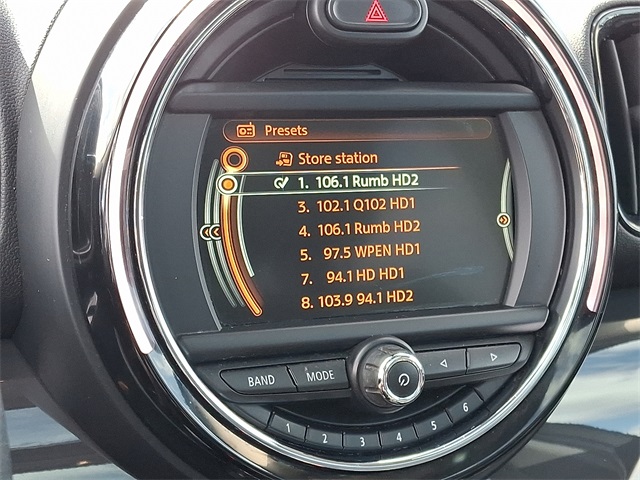 Presets
Store station
1. 106.1 Rumb HD2
3. 102.1 Q102 HD1
4. 106.1 Rumb HD2
5. 97.5 WPEN HD1
7. 94.1 HD HD1
8. 103.9 94.1 HD2
BAND MODE
1 2 3 4 5 6